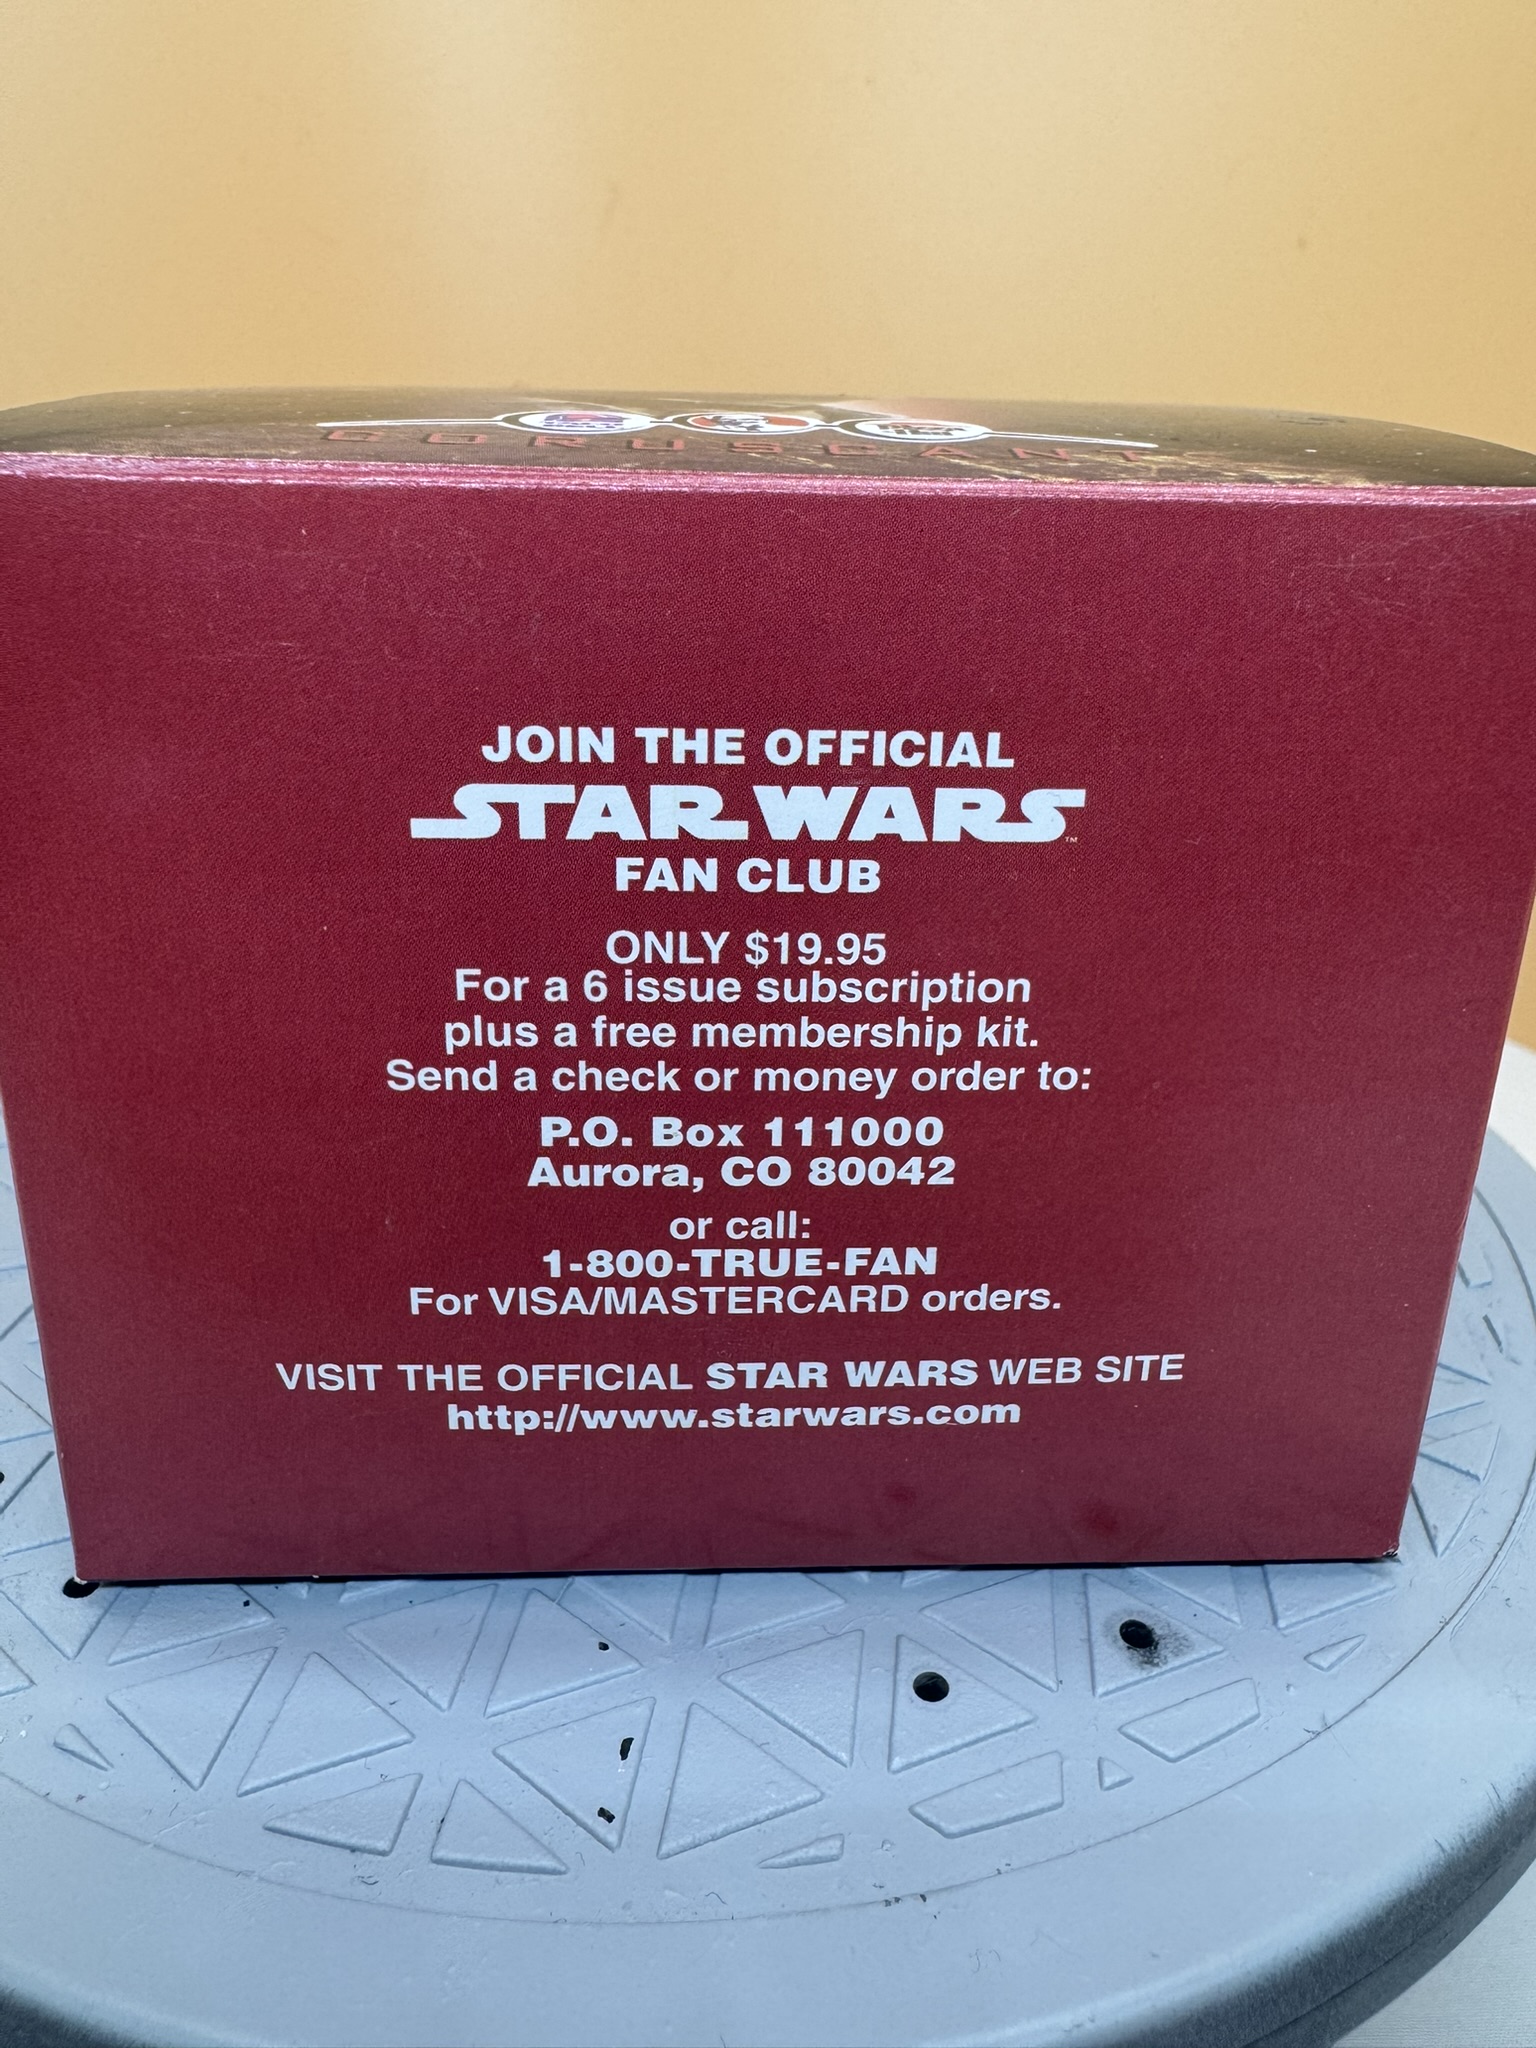 CORUSCANT
JOIN THE OFFICIAL
STAR WARS™
FAN CLUB
ONLY $19.95
For a 6 issue subscription
plus a free membership kit.
Send a check or money order to:
P.O. Box 111000
Aurora, CO 80042
or call:
1-800-TRUE-FAN
For VISA/MASTERCARD orders.
VISIT THE OFFICIAL STAR WARS WEB SITE
http://www.starwars.com